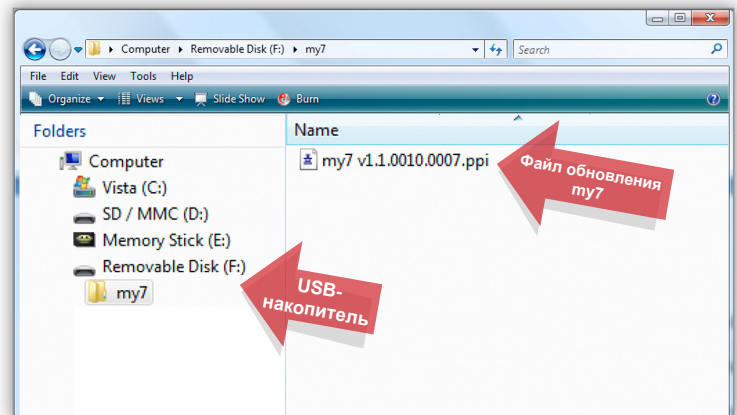 Computer ▸ Removable Disk (F:) ▸ my7
Search
File Edit View Tools Help
Organize Views Slide Show Burn
Folders
Name
Computer
my7 v1.1.0010.0007.ppi
Файл обновления
my7
Vista (C:)
SD / MMC (D:)
Memory Stick (E:)
Removable Disk (F:)
my7
USB-
накопитель